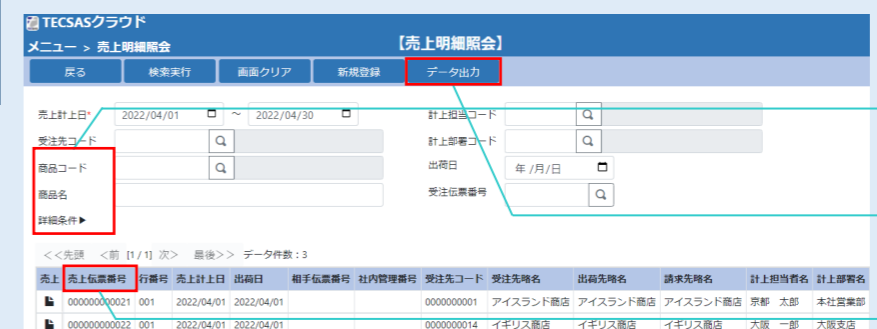 TECSASクラウド
メニュー > 売上明細照会 【売上明細照会】
戻る 検索実行 画面クリア 新規登録 データ出力
売上計上日* 2022/04/01 ~ 2022/04/30 計上担当コード
受注先コード 計上部署コード
商品コード 出荷日 年 /月/日
商品名 受注伝票番号
詳細条件▶
<<先頭 <前 [1/1] 次> 最後>> データ件数:3
売上 売上伝票番号 行番号 売上計上日 出荷日 相手伝票番号 社内管理番号 受注先コード 受注先略名 出荷先略名 請求先略名 計上担当者名 計上部署名
000000000021 001 2022/04/01 2022/04/01 0000000001 アイスランド商店 アイスランド商店 アイスランド商店 京都 太郎 本社営業部
000000000022 001 2022/04/01 2022/04/01 0000000014 イギリス商店 イギリス商店 イギリス商店 大阪 一郎 大阪支店